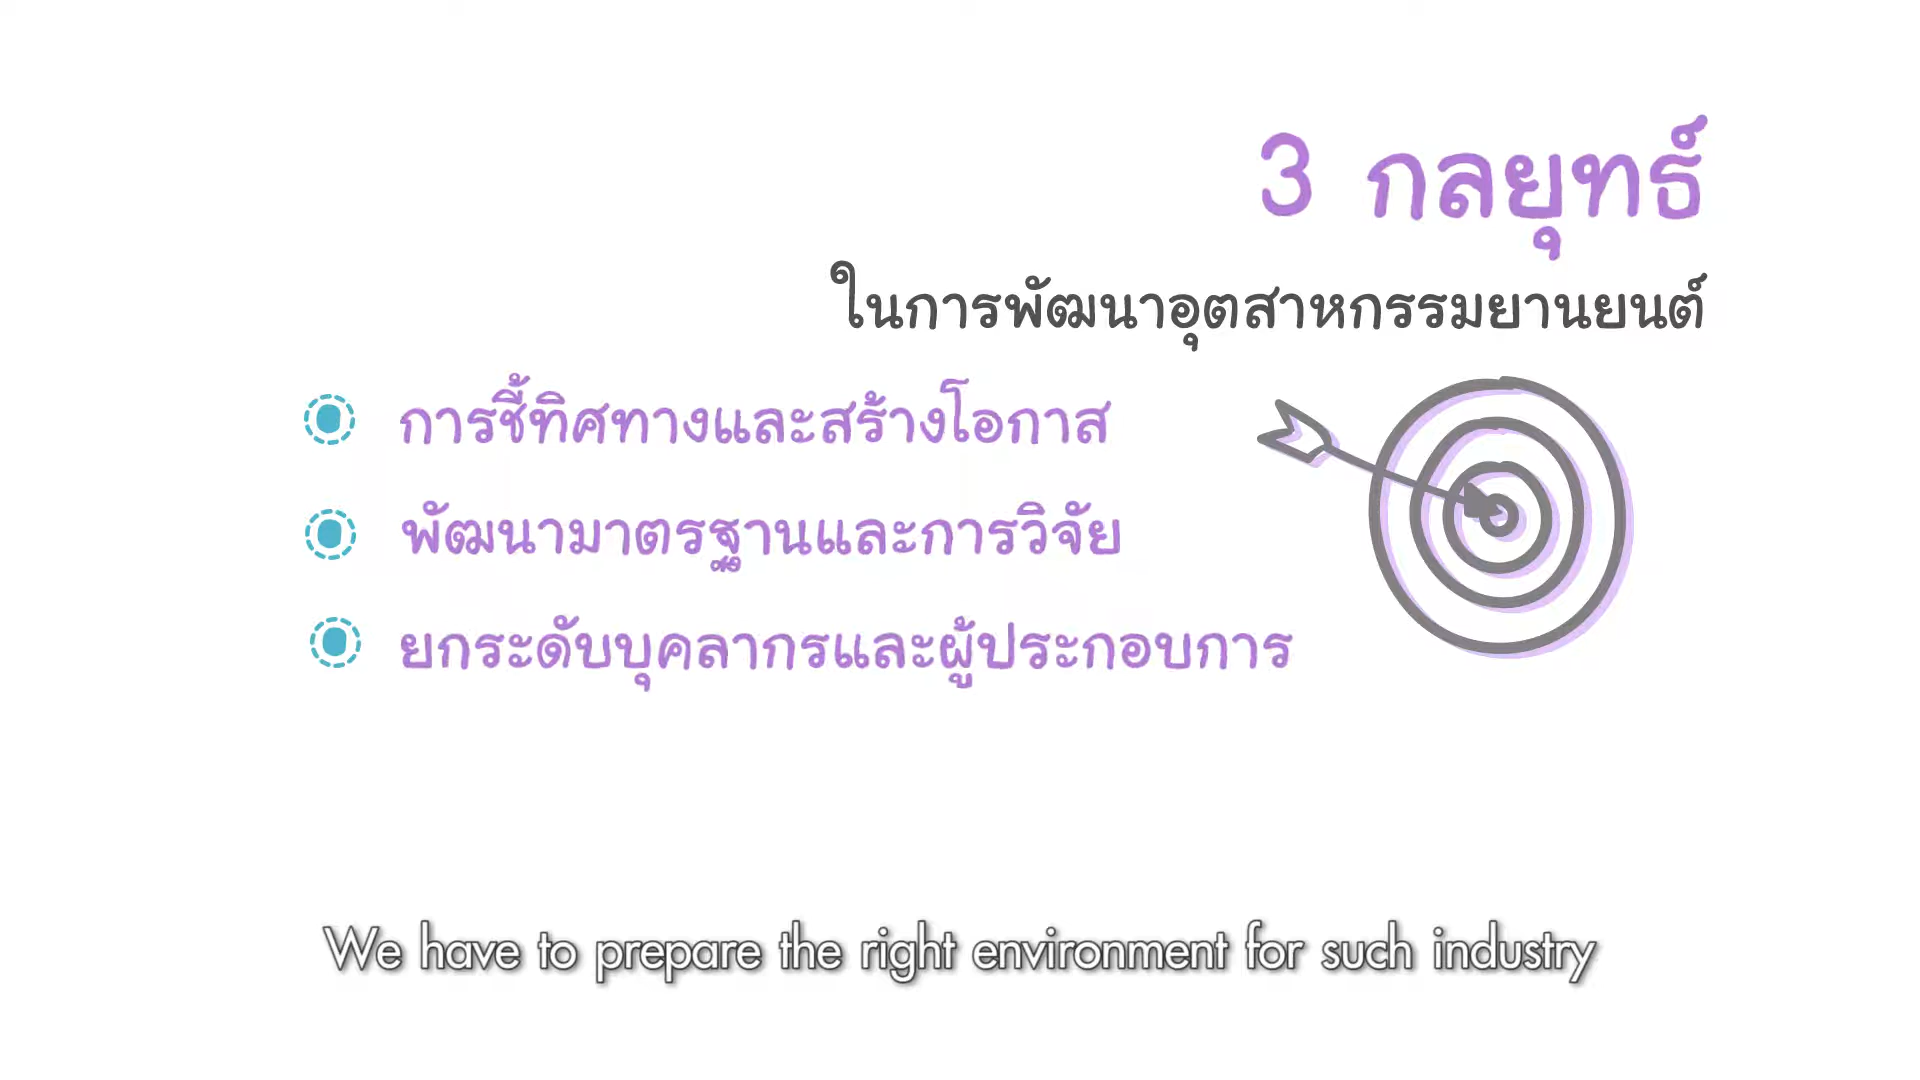 3 กลยุทธ์
ในการพัฒนาอุตสาหกรรมยานยนต์
การชี้ทิศทางและสร้างโอกาส
พัฒนามาตรฐานและการวิจัย
ยกระดับบุคลากรและผู้ประกอบการ
We have to prepare the right environment for such industry